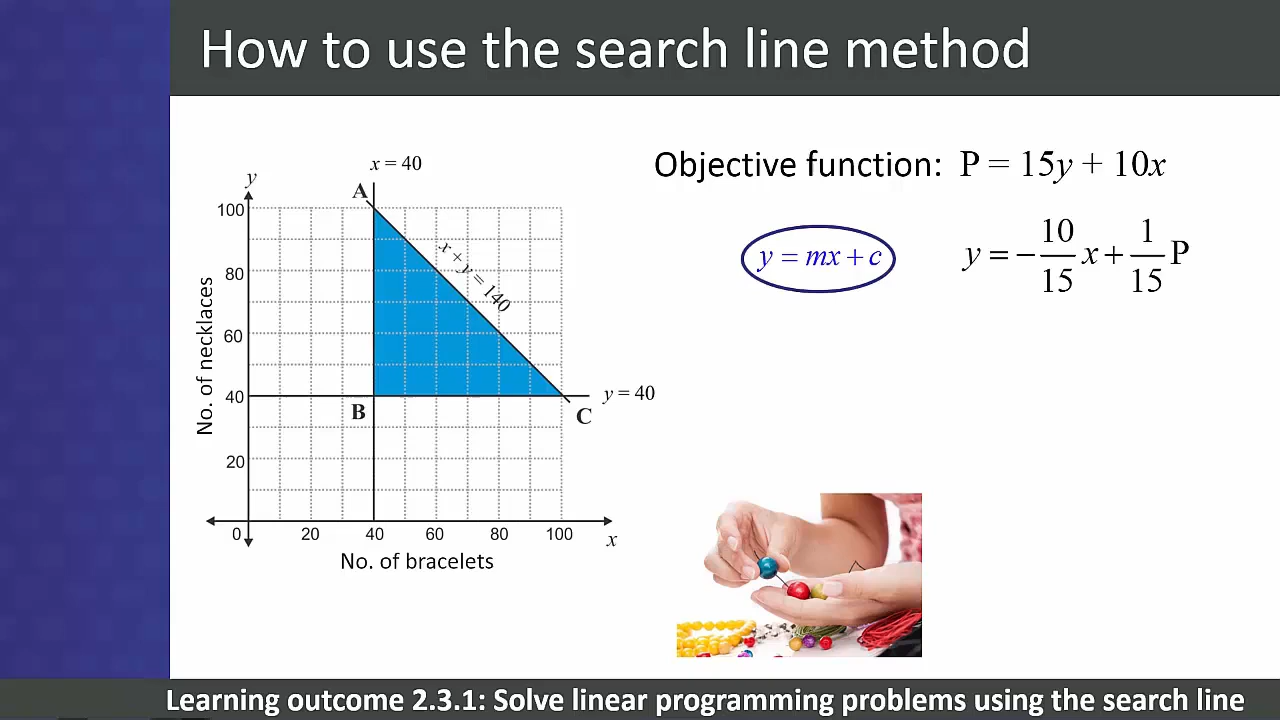 How to use the search line method
Objective function: P = 15y + 10x
y = mx + c
y = -10/15 x + 1/15 P
x = 40
y
A
100
80
60
40
20
0
x + y = 140
No. of necklaces
B
C
y = 40
20
40
60
80
100
x
No. of bracelets
Learning outcome 2.3.1: Solve linear programming problems using the search line